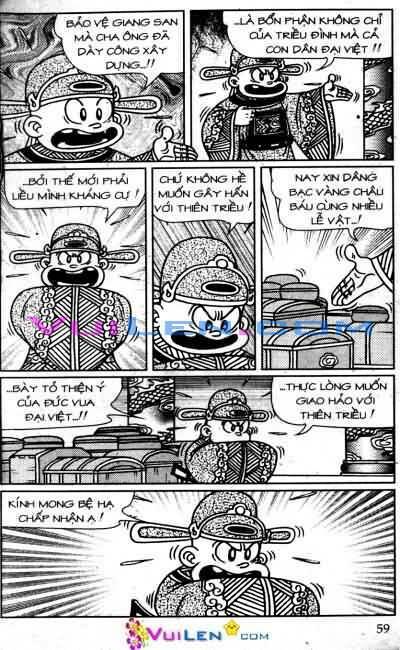 BẢO VỆ GIANG SAN
MÀ CHA ÔNG ĐÃ
DÀY CÔNG XÂY
DỰNG...!!
...LÀ BỔN PHẬN KHÔNG CHỈ
CỦA TRIỀU ĐÌNH MÀ CẢ
CON DÂN ĐẠI VIỆT !!
...BỞI THẾ MỚI PHẢI
LIỀU MÌNH KHÁNG CỰ !
CHỨ KHÔNG HỀ
MUỐN GÂY HẤN
VỚI THIÊN TRIỀU !
NAY XIN DÂNG
BẠC VÀNG CHÂU
BÁU CÙNG NHIỀU
LỄ VẬT...!
VUILEN.COM
...BÀY TỎ THIỆN Ý
CỦA ĐỨC VUA
ĐẠI VIỆT...!!
...THỰC LÒNG MUỐN
GIAO HẢO VỚI
THIÊN TRIỀU !
KÍNH MONG BỆ HẠ
CHẤP NHẬN Ạ !
59
VUILEN.COM